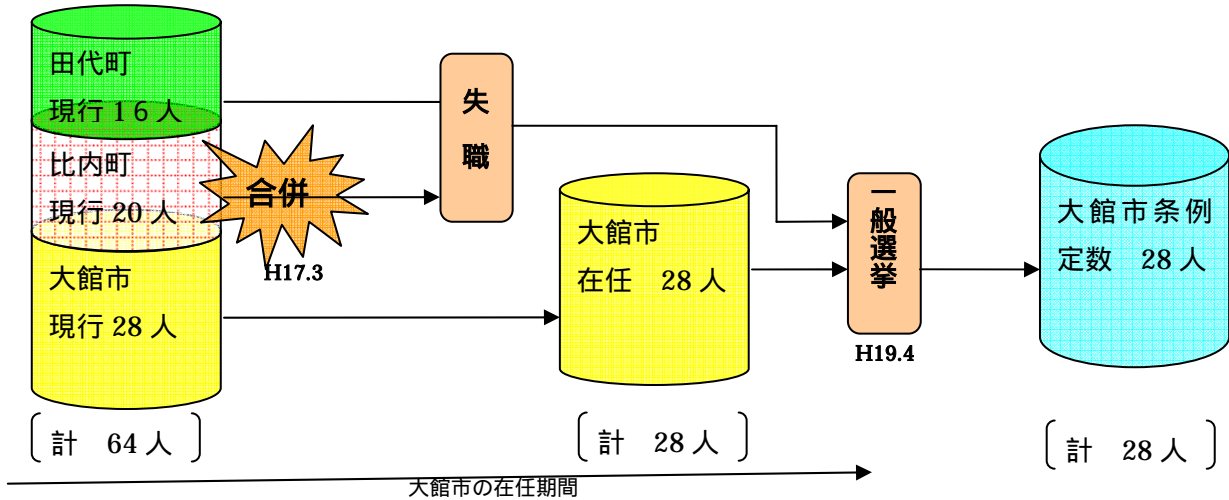 田代町
現行 1 6 人
比内町
現行 20 人
大館市
現行 28 人
合併
H17.3
失職
大館市
在任　28 人
一般選挙
H19.4
大館市条例
定数　28 人
計　64 人
計　28 人
計　28 人
大館市の在任期間